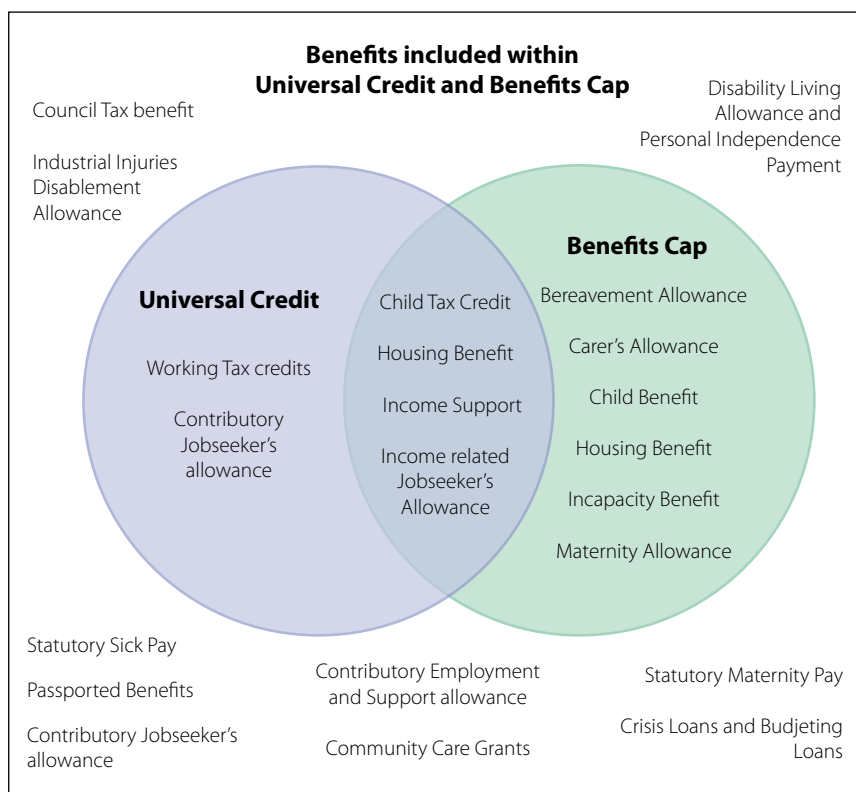 Benefits included within
Universal Credit and Benefits Cap
Council Tax benefit
Industrial Injuries
Disablement
Allowance
Disability Living
Allowance and
Personal Independence
Payment
Universal Credit
Working Tax credits
Contributory
Jobseeker's
allowance
Child Tax Credit
Housing Benefit
Income Support
Income related
Jobseeker's
Allowance
Benefits Cap
Bereavement Allowance
Carer's Allowance
Child Benefit
Housing Benefit
Incapacity Benefit
Maternity Allowance
Statutory Sick Pay
Passported Benefits
Contributory Jobseeker's
allowance
Contributory Employment
and Support allowance
Community Care Grants
Statutory Maternity Pay
Crisis Loans and Budjeting
Loans